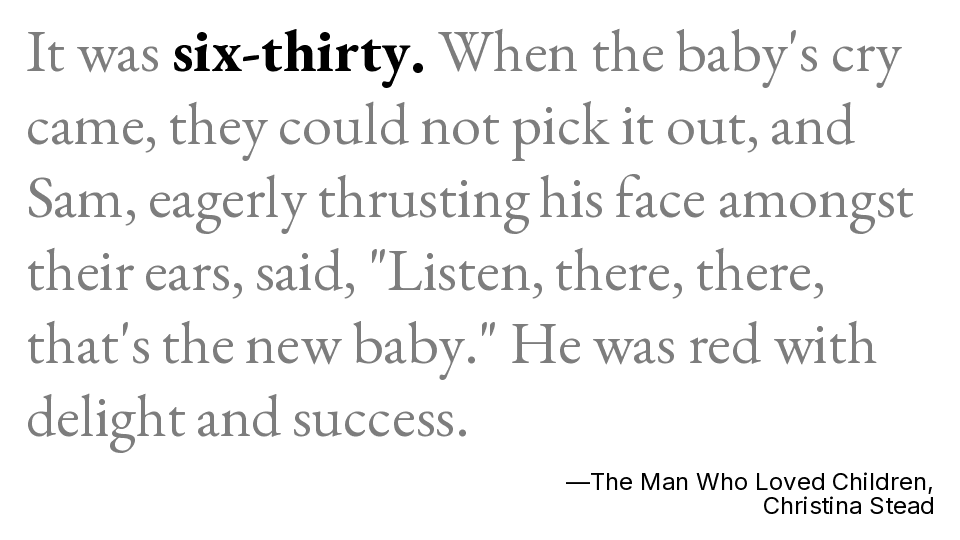 It was six-thirty. When the baby's cry
came, they could not pick it out, and
Sam, eagerly thrusting his face amongst
their ears, said, "Listen, there, there,
that's the new baby." He was red with
delight and success.
—The Man Who Loved Children,
Christina Stead